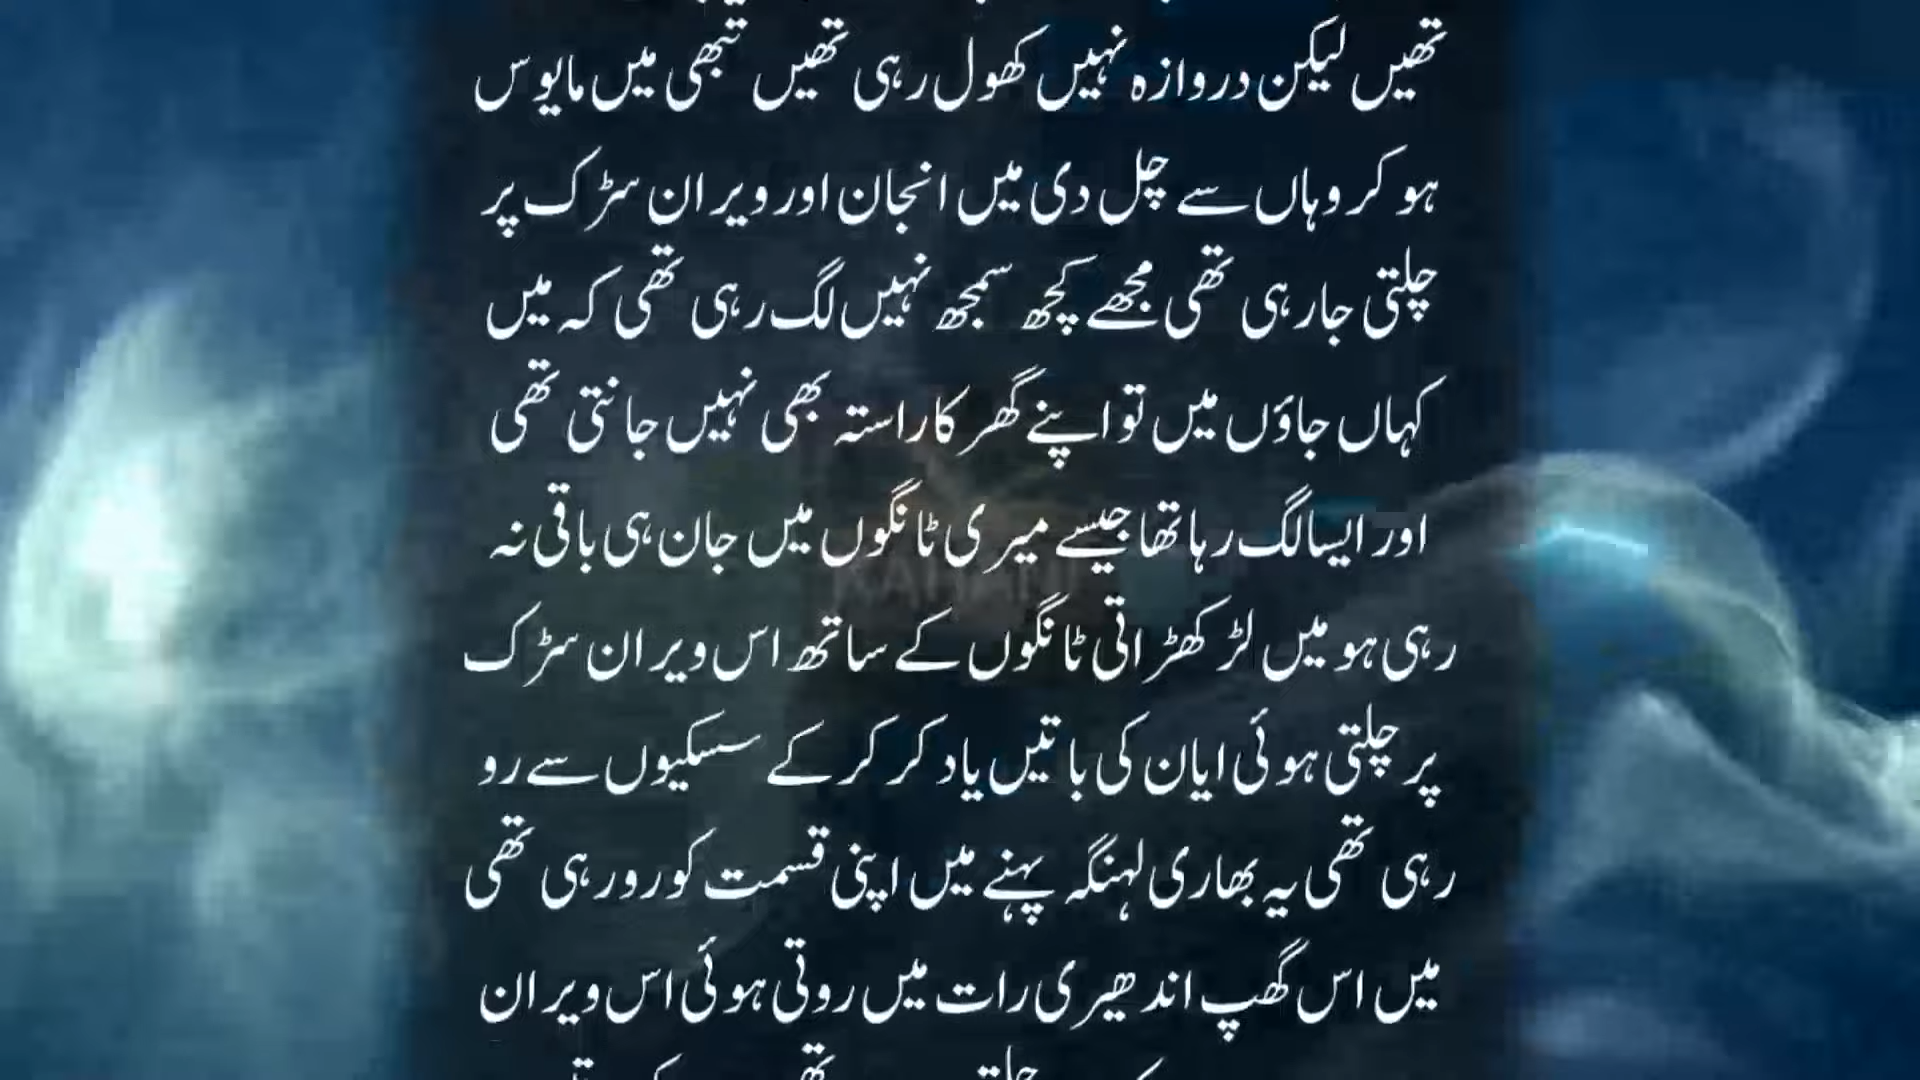 تھیں لیکن دروازہ نہیں کھول رہی تھیں تبھی میں مایوس
ہو کر وہاں سے چل دی میں انجان اور ویران سڑک پر
چلتی جارہی تھی مجھے کچھ سمجھ نہیں لگ رہی تھی کہ میں
کہاں جاؤں میں تو اپنے گھر کا راستہ بھی نہیں جانتی تھی
اور ایسا لگ رہا تھا جیسے میری ٹانگوں میں جان ہی باقی نہ
رہی ہو میں لڑکھڑاتی ٹانگوں کے ساتھ اس ویران سڑک
پر چلتی ہوئی ایان کی باتیں یاد کر کر کے سسکیوں سے رو
رہی تھی یہ بھاری لہنگہ پہنے میں اپنی قسمت کو رو رہی تھی
میں اس گھپ اندھیری رات میں روتی ہوئی اس ویران